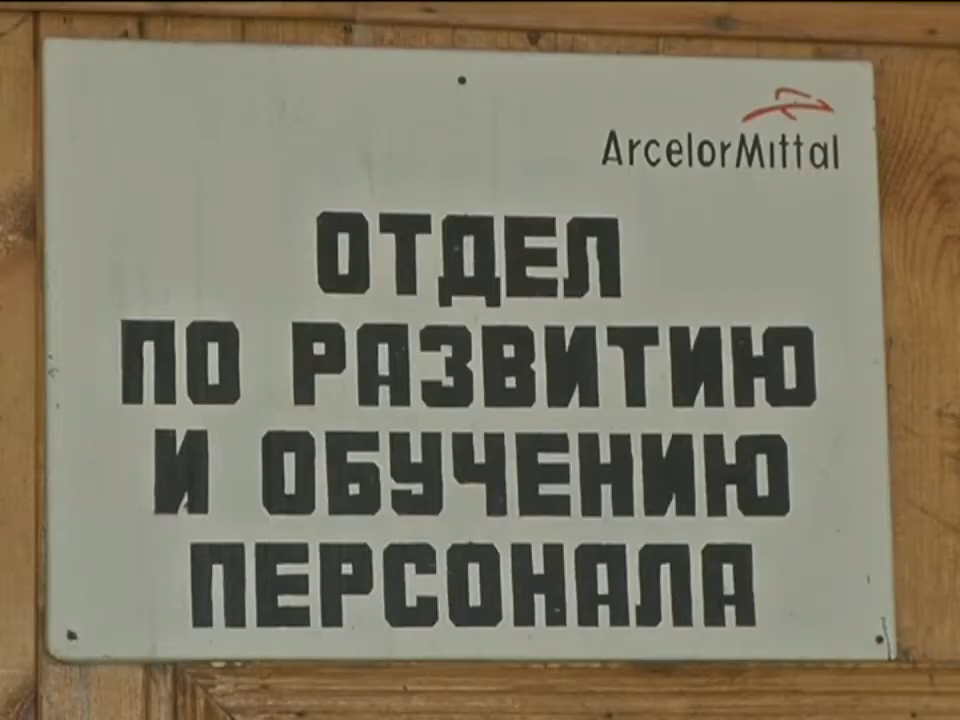 ArcelorMittal
ОТДЕЛ
ПО РАЗВИТИЮ
И ОБУЧЕНИЮ
ПЕРСОНАЛА